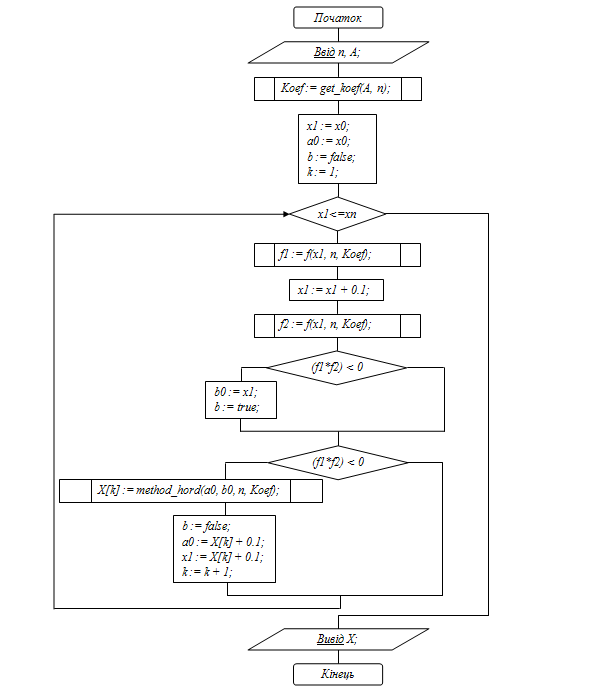 Початок
Ввід n, A;
Koef := get_koef(A, n);
x1 := x0;
a0 := x0;
b := false;
k := 1;
x1<=xn
f1 := f(x1, n, Koef);
x1 := x1 + 0.1;
f2 := f(x1, n, Koef);
(f1*f2) < 0
b0 := x1;
b := true;
(f1*f2) < 0
X[k] := method_hord(a0, b0, n, Koef);
b := false;
a0 := X[k] + 0.1;
x1 := X[k] + 0.1;
k := k + 1;
Вивід X;
Кінець